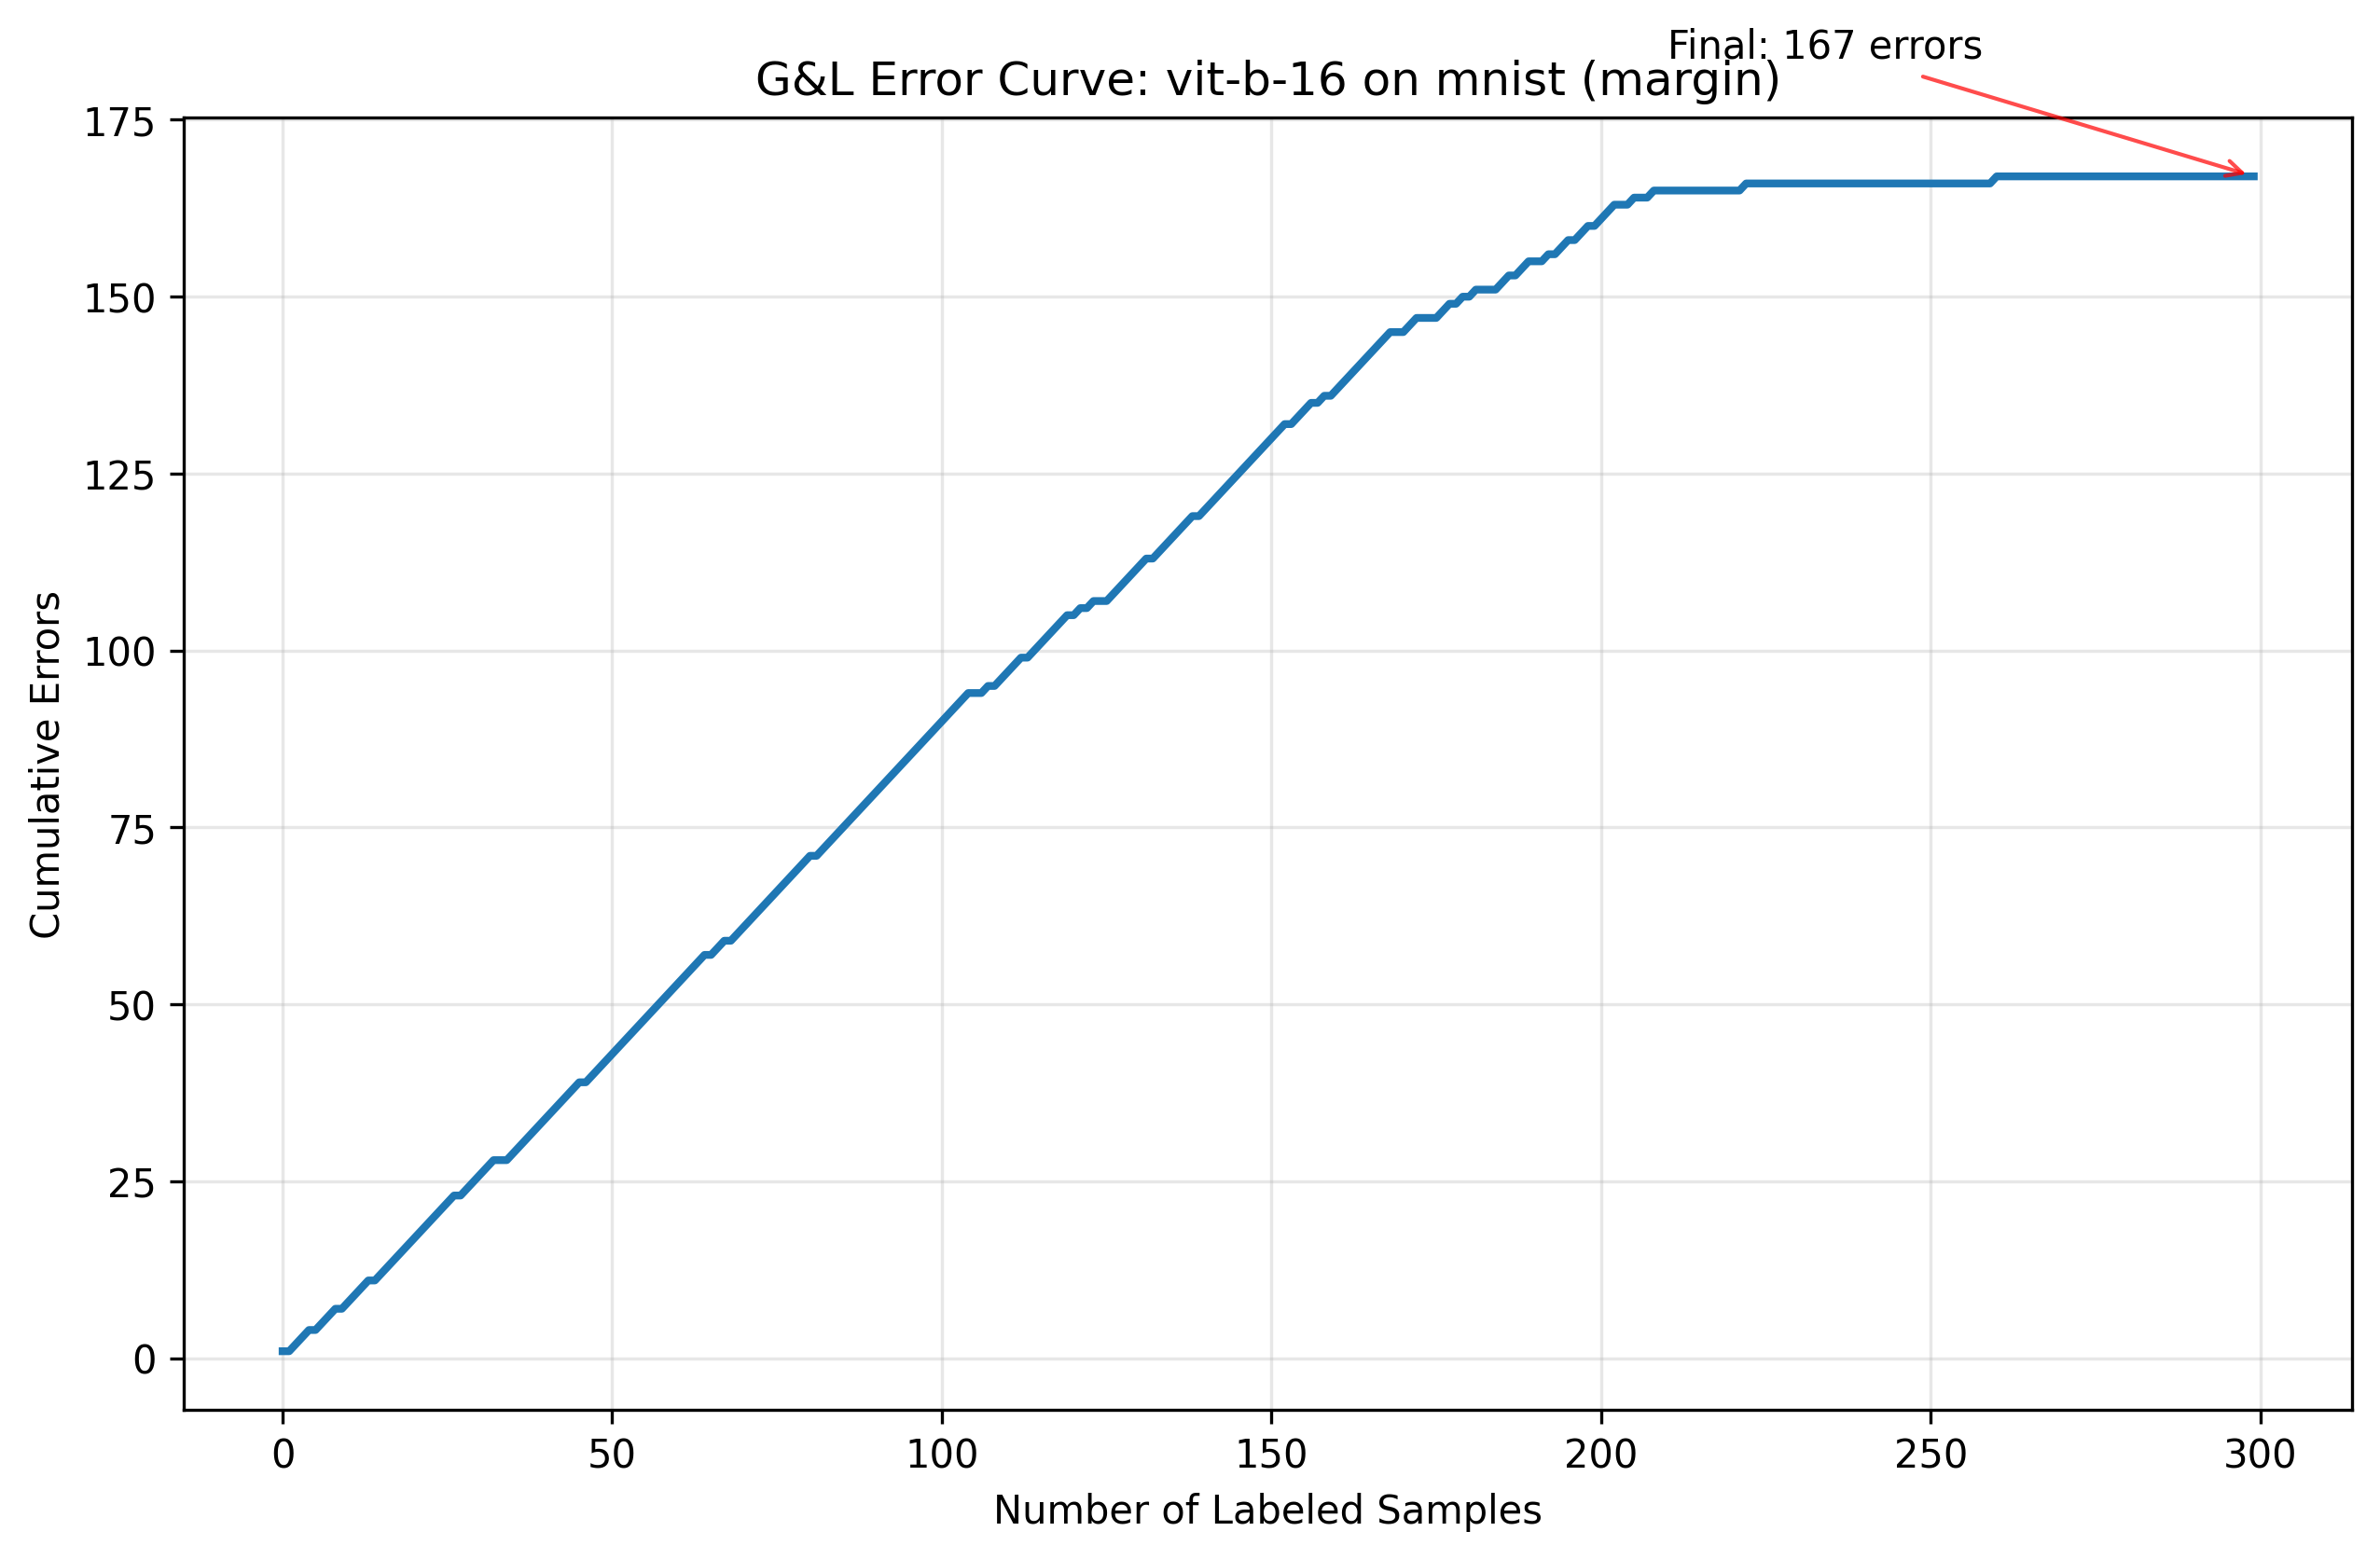 Final: 167 errors
G&L Error Curve: vit-b-16 on mnist (margin)
175
150
125
100
75
50
25
0
Cumulative Errors
0 50 100 150 200 250 300
Number of Labeled Samples